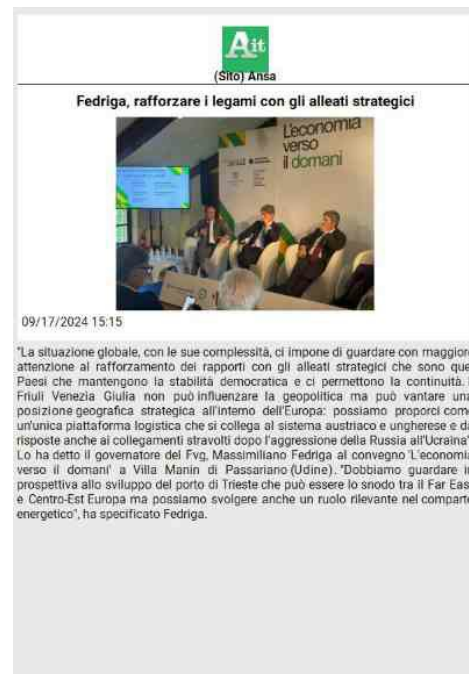 Ait
(Sito) Ansa
Fedriga, rafforzare i legami con gli alleati strategici
L'economia
verso
il domani
09/17/2024 15:15
"La situazione globale, con le sue complessità, ci impone di guardare con maggiore
attenzione al rafforzamento dei rapporti con gli alleati strategici che sono quei
Paesi che mantengono la stabilità democratica e ci permettono la continuità.
Friuli Venezia Giulia non può influenzare la geopolitica ma può vantare una
posizione geografica strategica all'interno dell'Europa: possiamo proporci come
un'unica piattaforma logistica che si collega al sistema austriaco e ungherese e dà
risposte anche ai collegamenti stravolti dopo l'aggressione della Russia all'Ucraina"
Lo ha detto il governatore del Fvg, Massimiliano Fedriga al convegno 'L'economia
verso il domani' a Villa Manin di Passariano (Udine). "Dobbiamo guardare in
prospettiva allo sviluppo del porto di Trieste che può essere lo snodo tra il Far East
e Centro-Est Europa ma possiamo svolgere anche un ruolo rilevante nel comparto
energetico", ha specificato Fedriga.